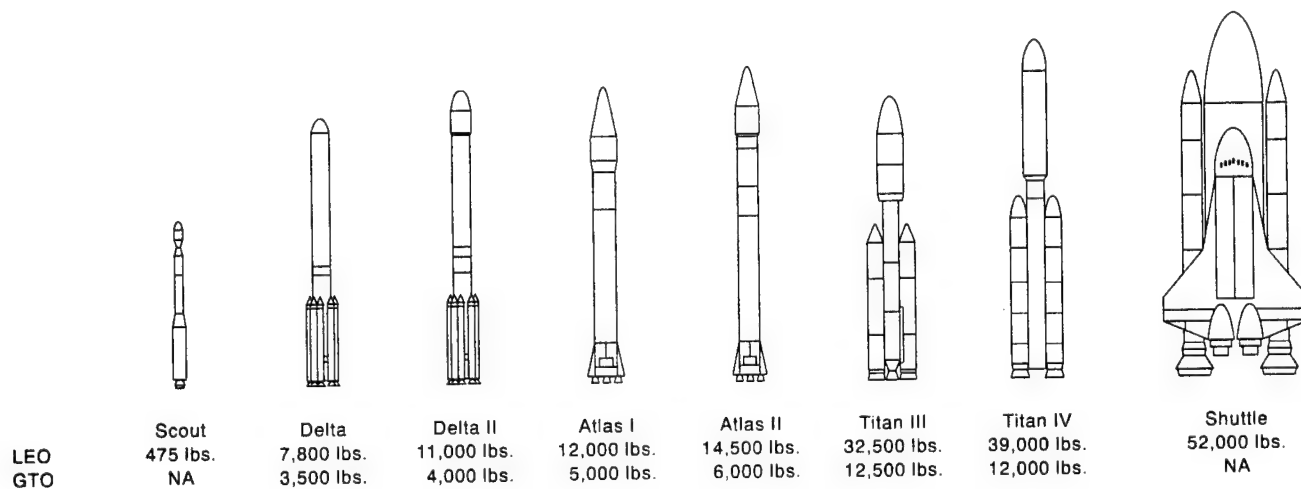 Scout Delta Delta II Atlas I Atlas II Titan III Titan IV Shuttle
LEO 475 lbs. 7,800 lbs. 11,000 lbs. 12,000 lbs. 14,500 lbs. 32,500 lbs. 39,000 lbs. 52,000 lbs.
GTO NA 3,500 lbs. 4,000 lbs. 5,000 lbs. 6,000 lbs. 12,500 lbs. 12,000 lbs. NA